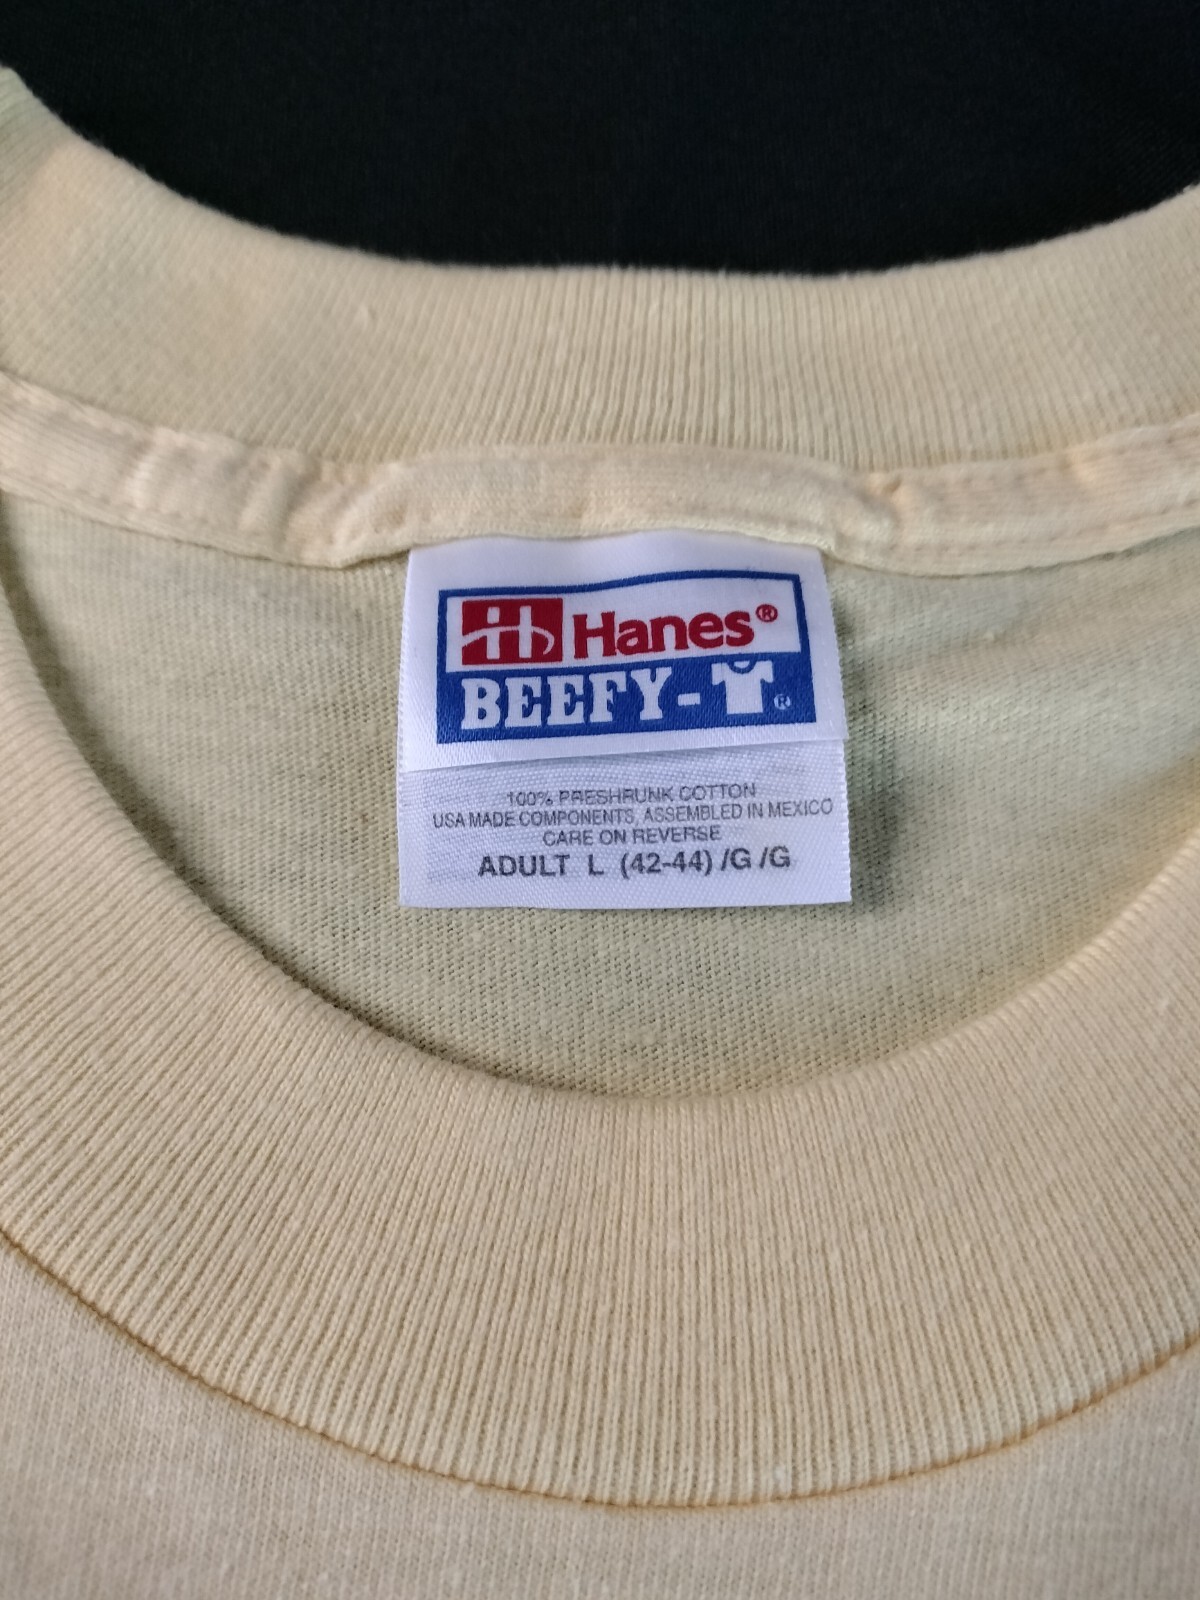 Hanes®
BEEFY-T®
100% PRESHRUNK COTTON
USA MADE COMPONENTS, ASSEMBLED IN MEXICO
CARE ON REVERSE
ADULT L (42-44) /G /G